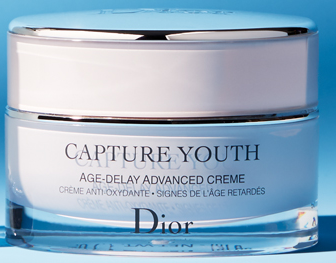 CAPTURE YOUTH
AGE-DELAY ADVANCED CREME
CRÈME ANTI-OXYDANTE • SIGNES DE L'ÂGE RETARDÉS
Dior